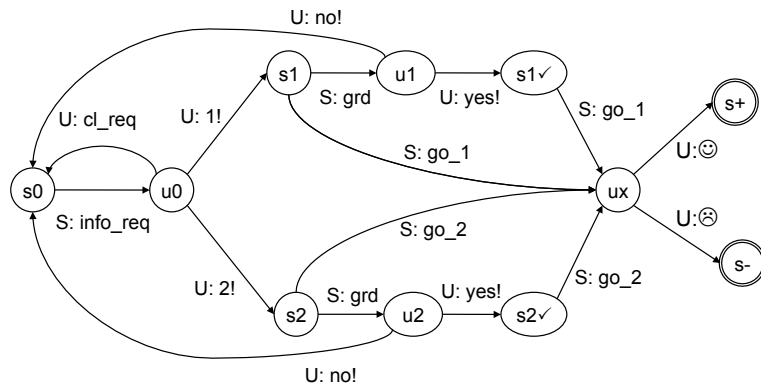 U: no!
s1
S: grd
u1
U: yes!
s1✓
U: cl_req
U: 1!
S: go_1
s+
S: go_1
U:☺
s0
S: info_req
u0
ux
U:☹
S: go_2
U: 2!
s-
S: grd
U: yes!
S: go_2
s2
u2
s2✓
U: no!